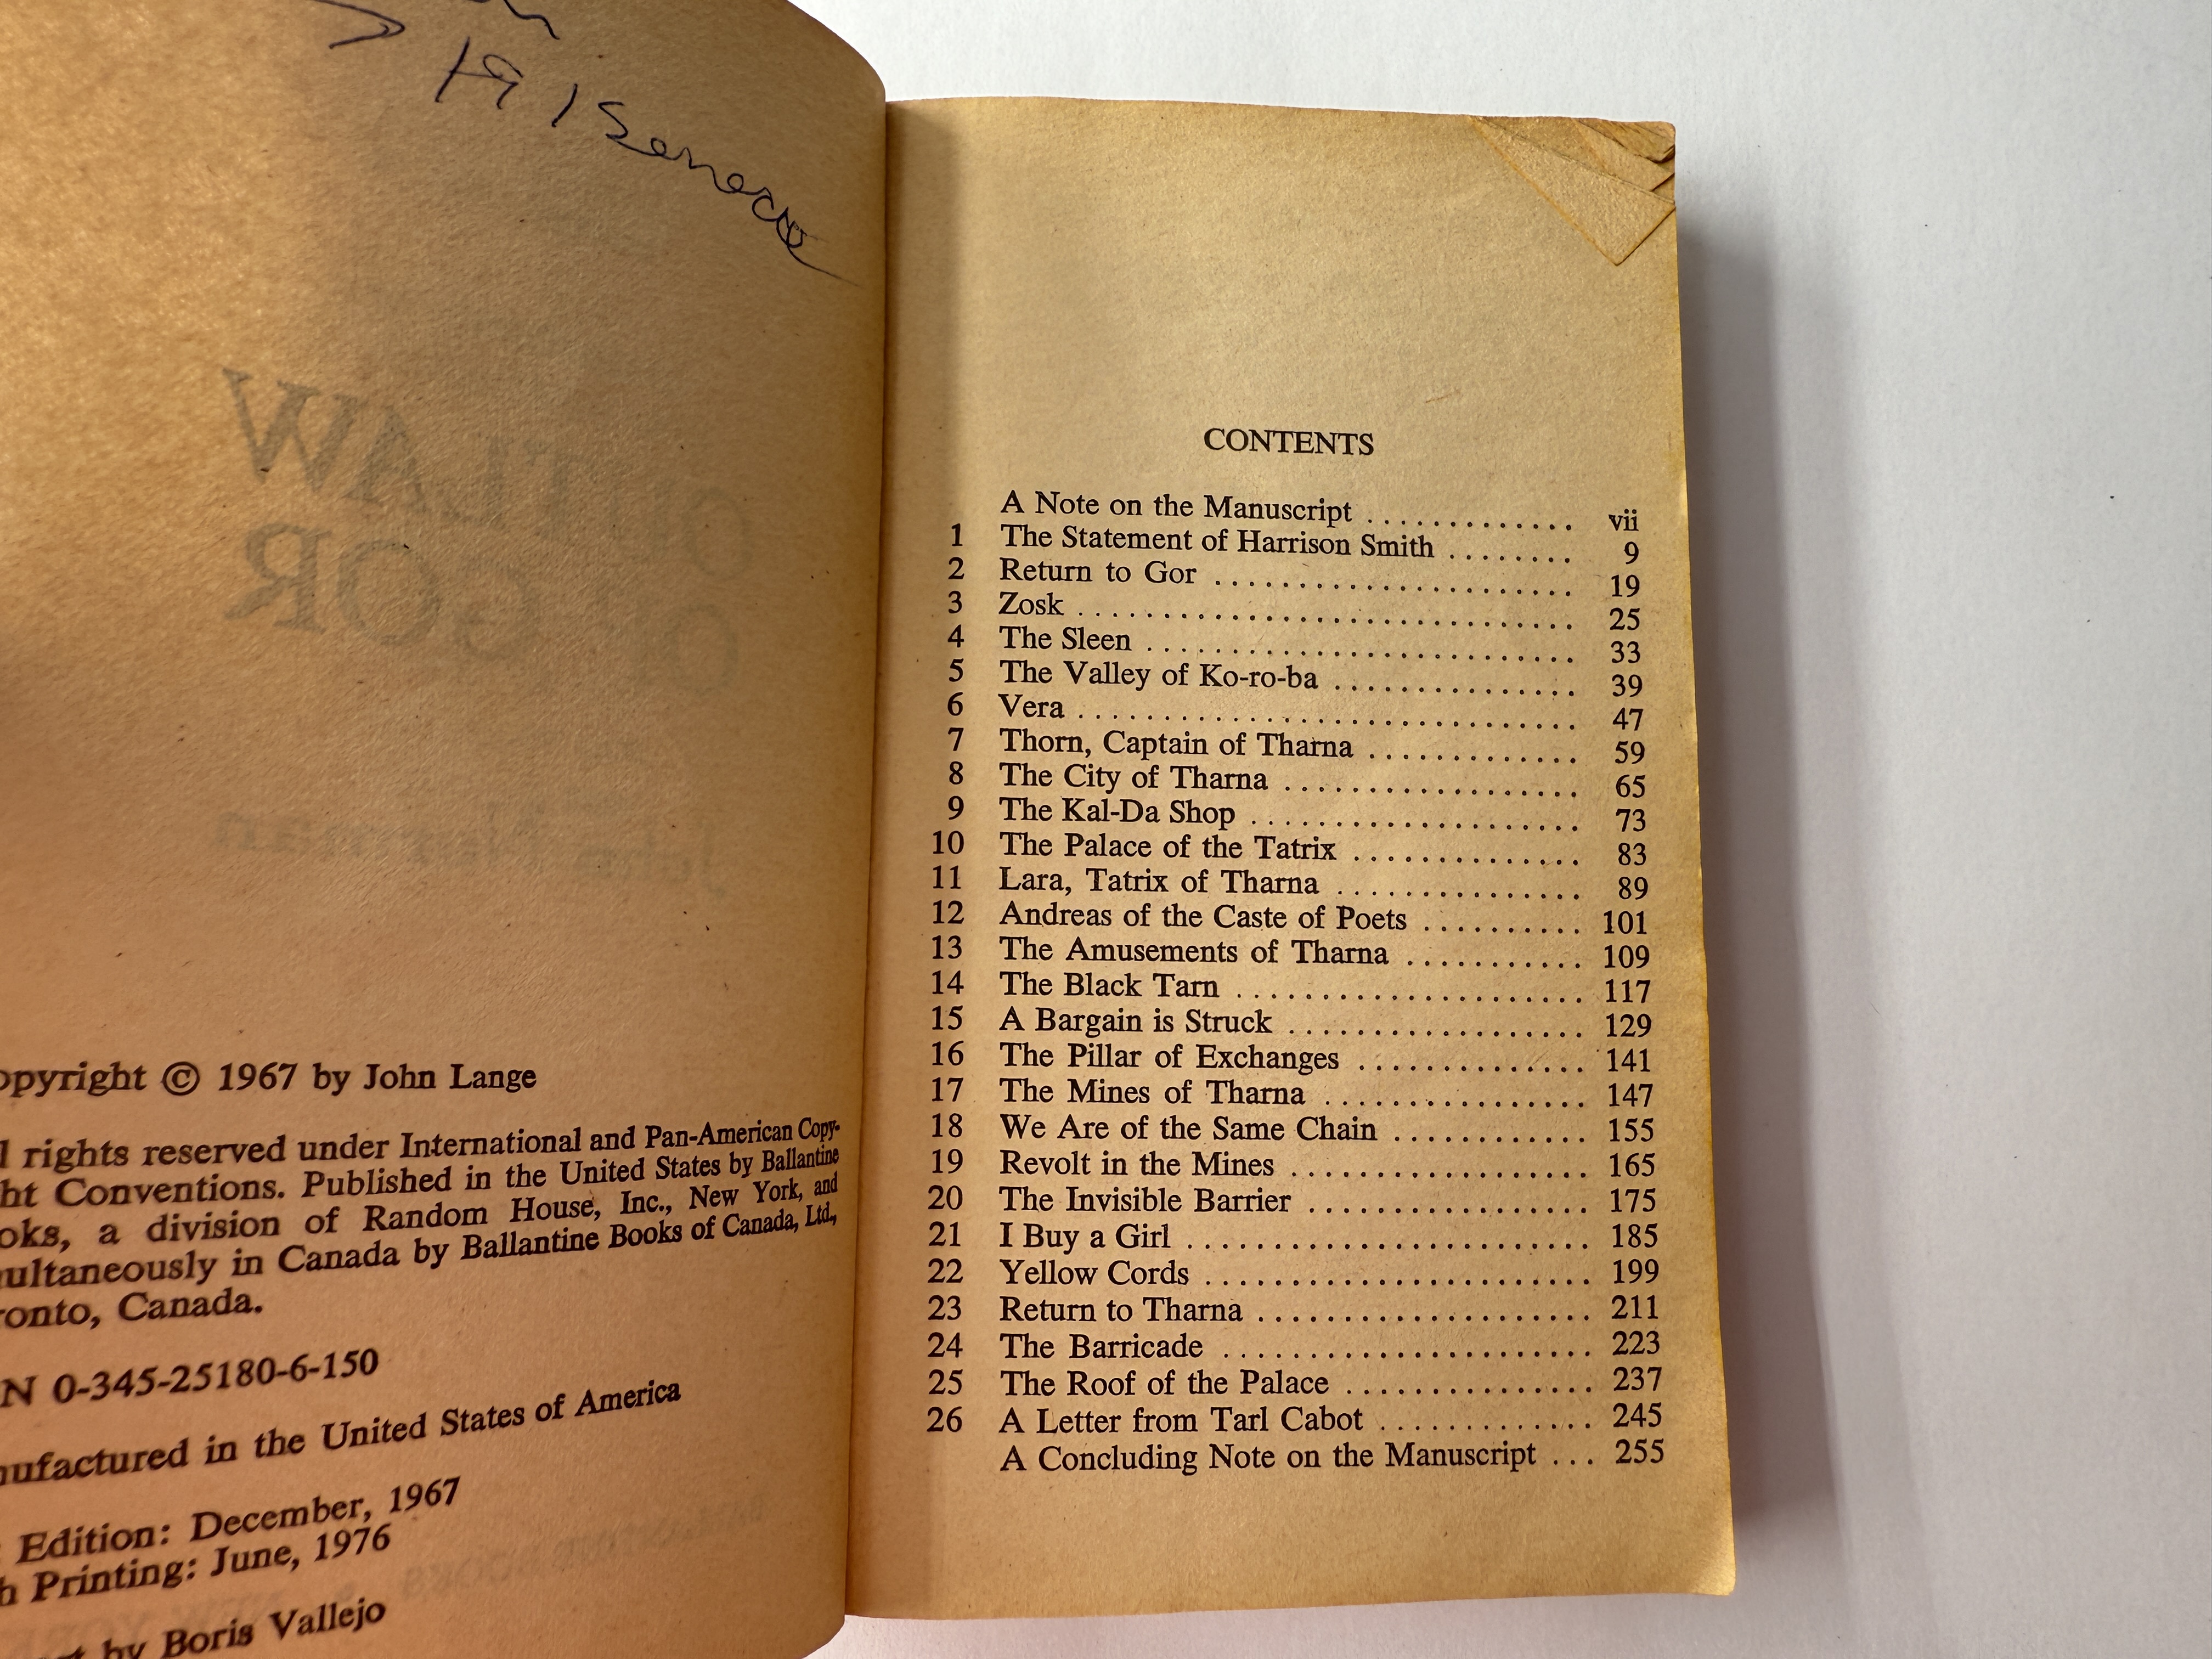 19 1
opyright © 1967 by John Lange
l rights reserved under International and Pan-American Copy-
ht Conventions. Published in the United States by Ballantine
oks, a division of Random House, Inc., New York, and
ultaneously in Canada by Ballantine Books of Canada, Ltd.,
ronto, Canada.
N 0-345-25180-6-150
nufactured in the United States of America
Edition: December, 1967
h Printing: June, 1976
rt by Boris Vallejo
CONTENTS
A Note on the Manuscript ............. vii
1 The Statement of Harrison Smith ........ 9
2 Return to Gor ......................... 19
3 Zosk ............................... 25
4 The Sleen .......................... 33
5 The Valley of Ko-ro-ba ............... 39
6 Vera ............................... 47
7 Thorn, Captain of Tharna ............. 59
8 The City of Tharna .................. 65
9 The Kal-Da Shop .................... 73
10 The Palace of the Tatrix .............. 83
11 Lara, Tatrix of Tharna ............... 89
12 Andreas of the Caste of Poets .......... 101
13 The Amusements of Tharna ........... 109
14 The Black Tarn ..................... 117
15 A Bargain is Struck .................. 129
16 The Pillar of Exchanges .............. 141
17 The Mines of Tharna ................ 147
18 We Are of the Same Chain ............ 155
19 Revolt in the Mines .................. 165
20 The Invisible Barrier ................. 175
21 I Buy a Girl ......................... 185
22 Yellow Cords ........................ 199
23 Return to Tharna .................... 211
24 The Barricade ....................... 223
25 The Roof of the Palace ............... 237
26 A Letter from Tarl Cabot ............. 245
A Concluding Note on the Manuscript ... 255